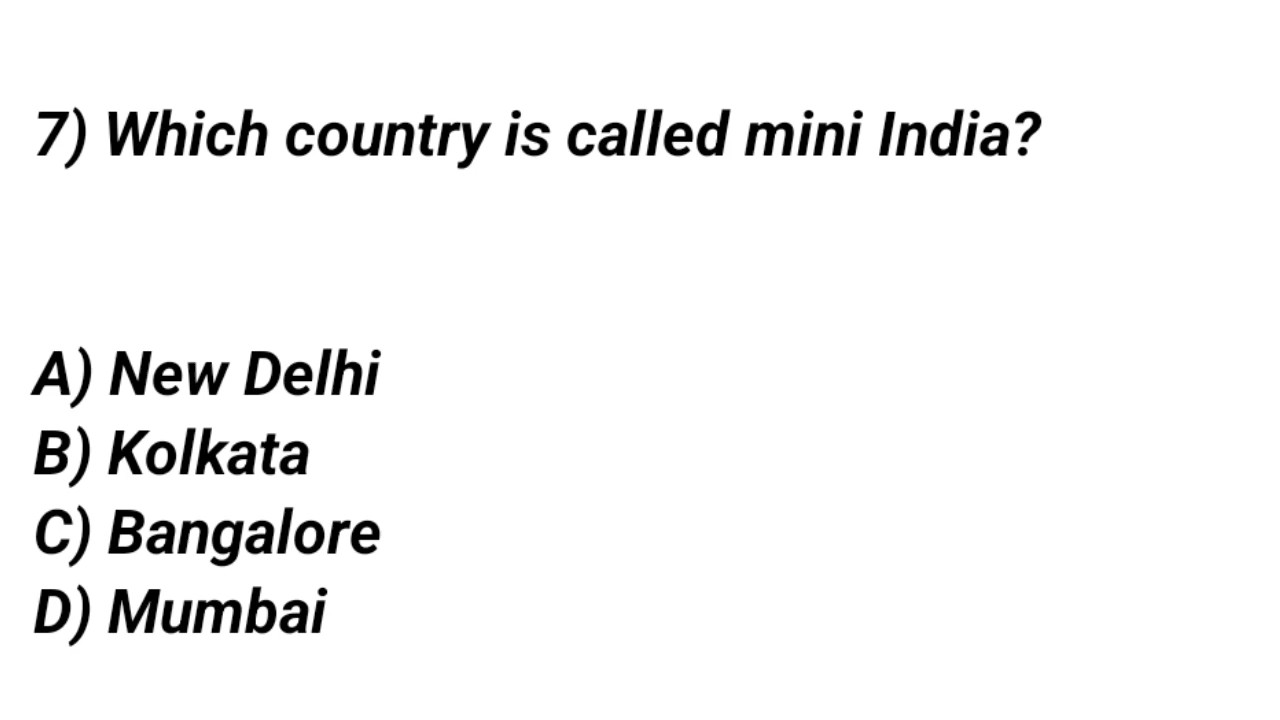 7) Which country is called mini India?
A) New Delhi
B) Kolkata
C) Bangalore
D) Mumbai